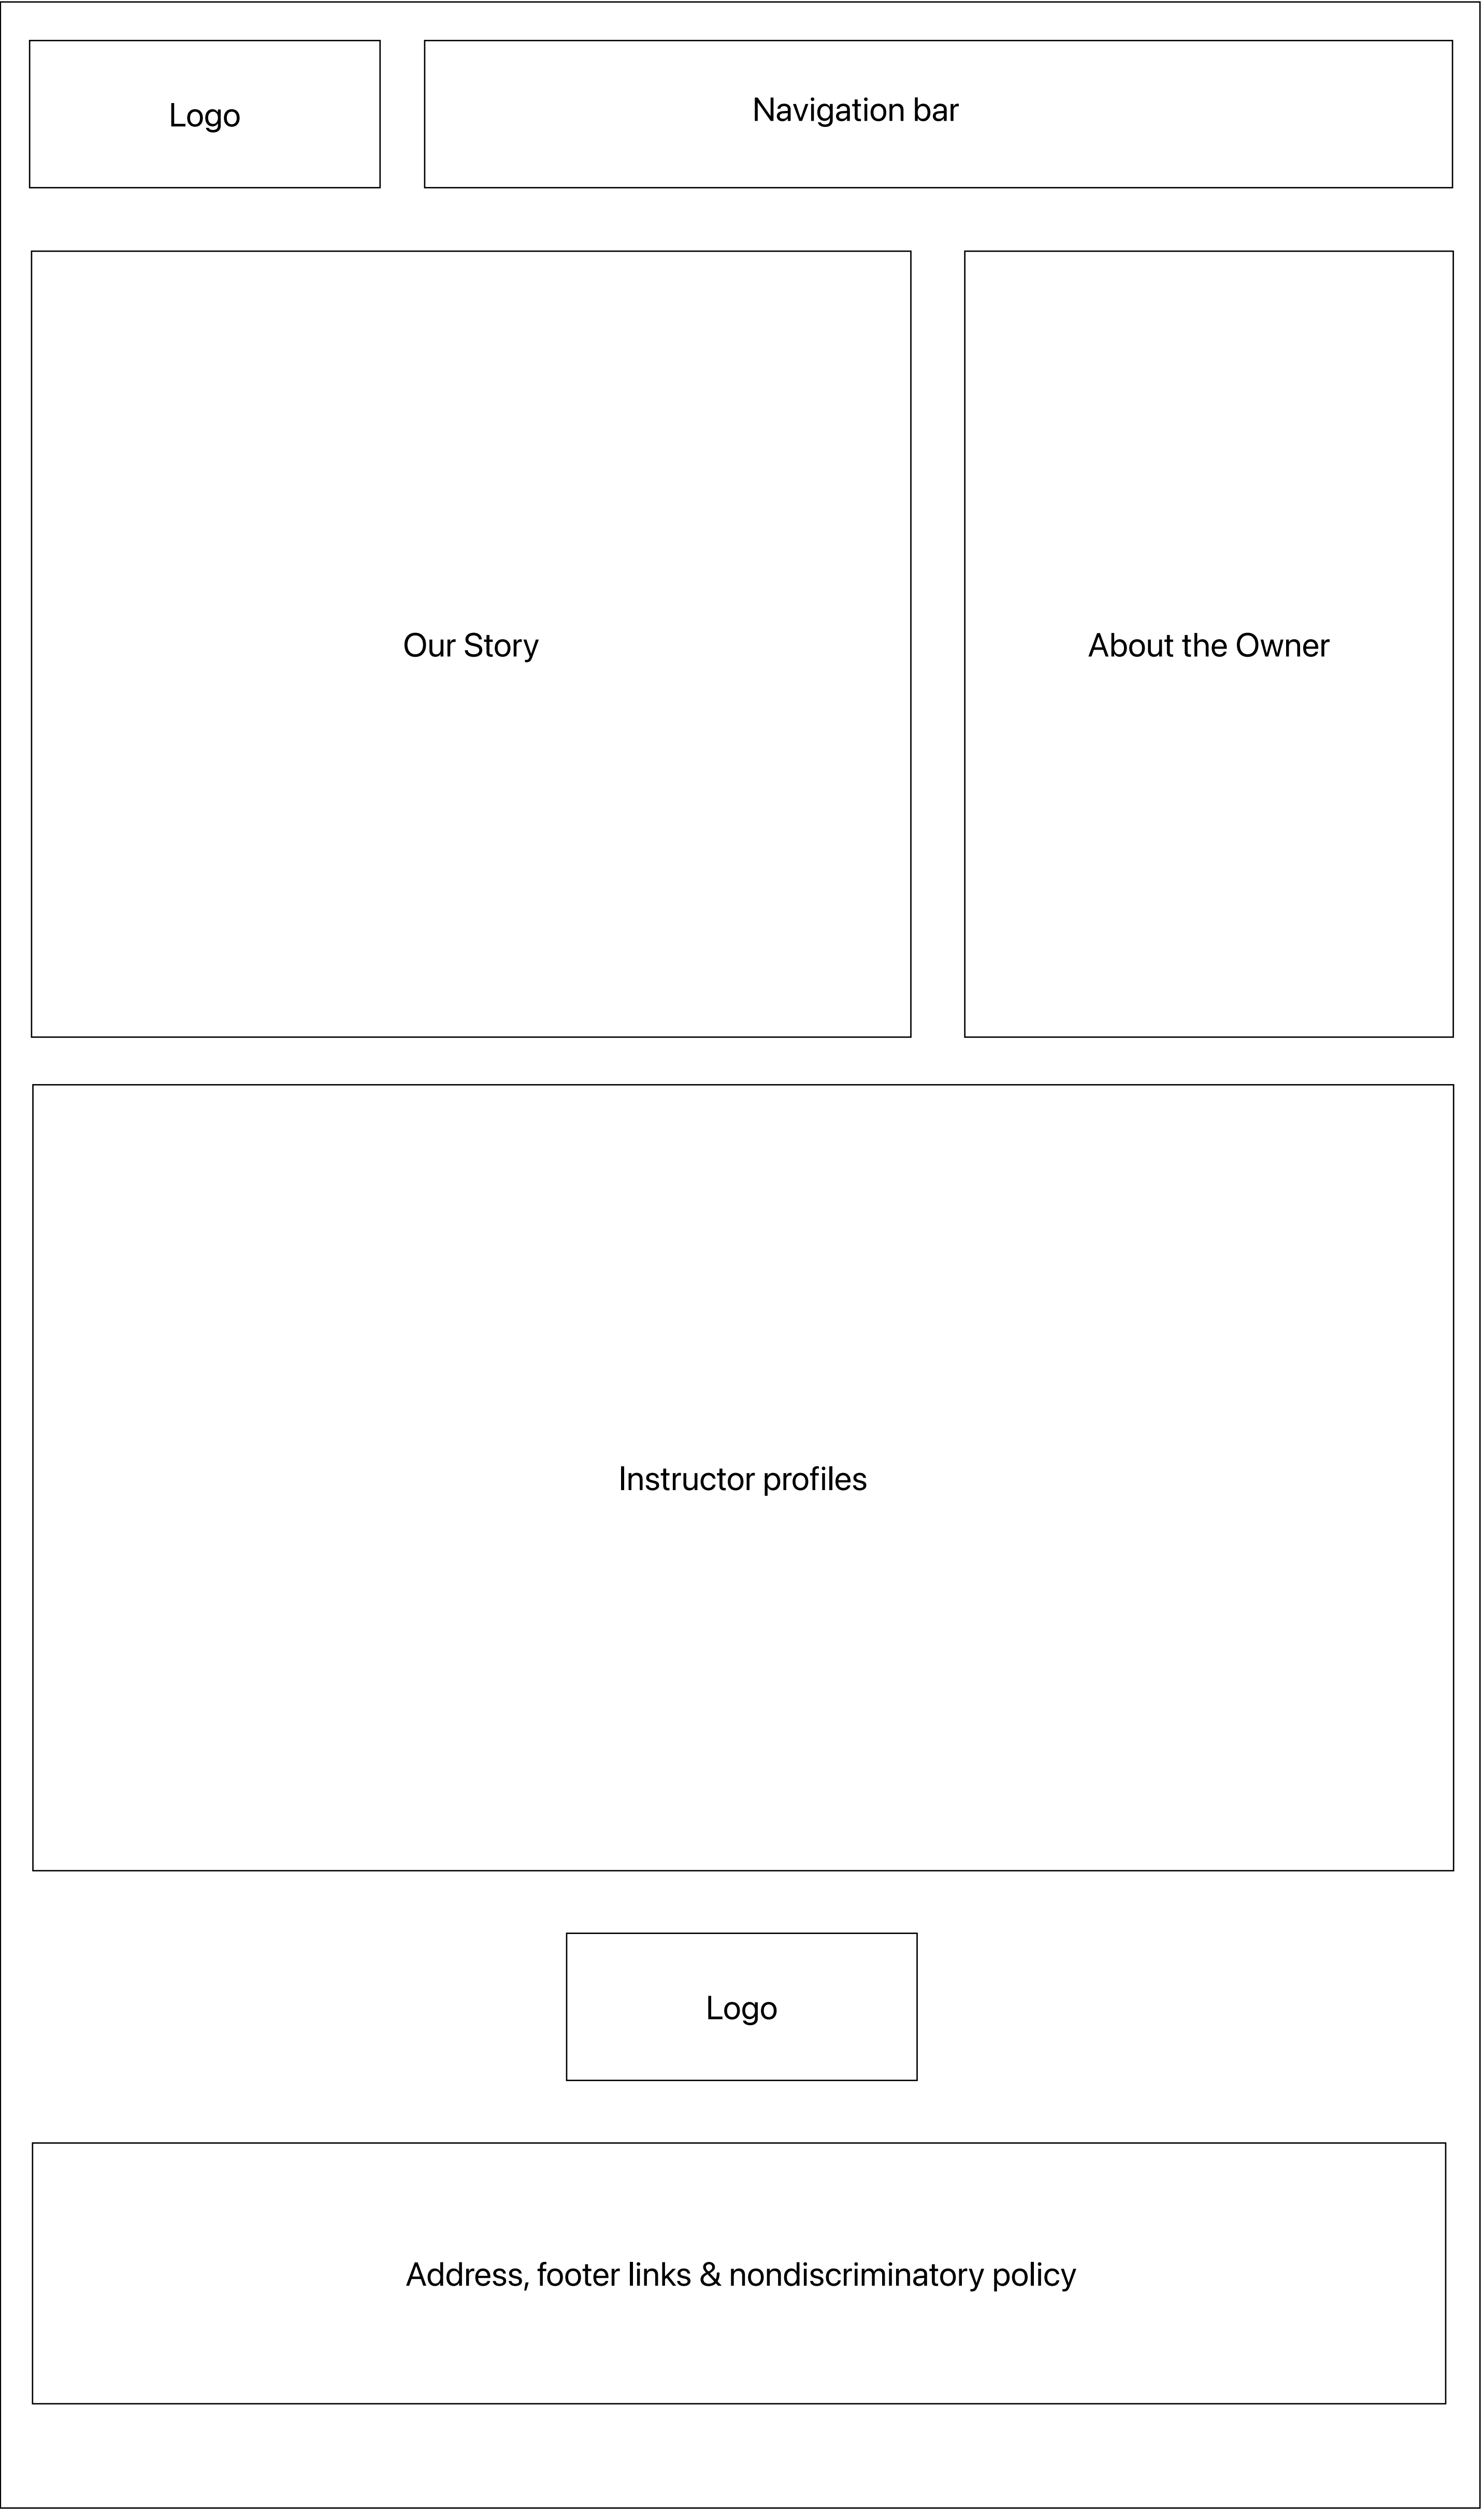 Logo
Navigation bar
Our Story
About the Owner
Instructor profiles
Logo
Address, footer links & nondiscriminatory policy